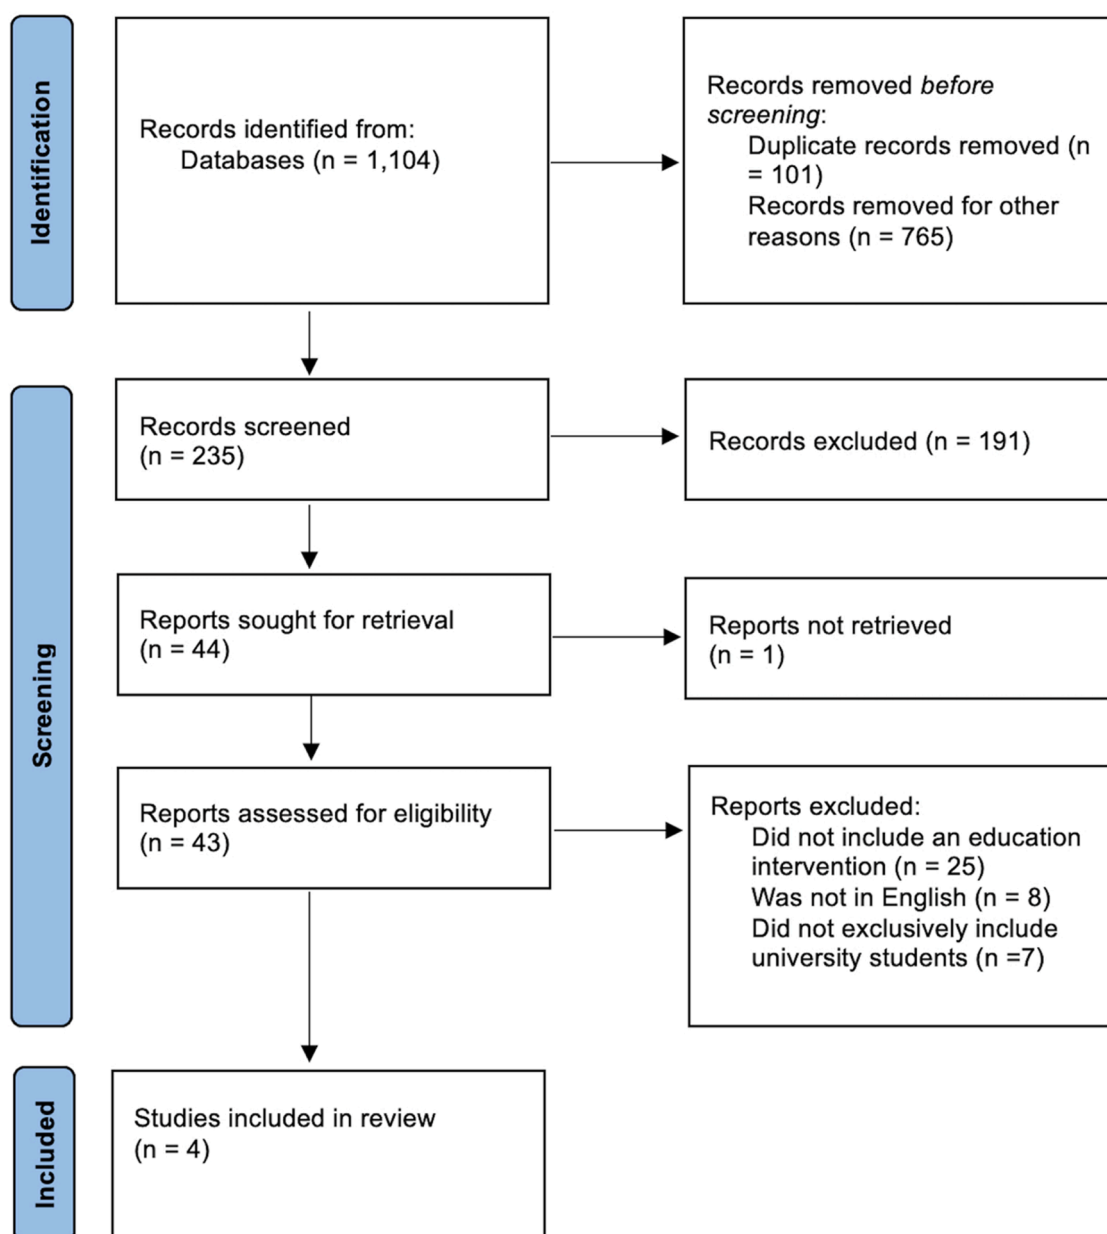 Identification
Records identified from:
Databases (n = 1,104)
Records removed before
screening:
Duplicate records removed (n
= 101)
Records removed for other
reasons (n = 765)
Screening
Records screened
(n = 235)
Records excluded (n = 191)
Reports sought for retrieval
(n = 44)
Reports not retrieved
(n = 1)
Reports assessed for eligibility
(n = 43)
Reports excluded:
Did not include an education
intervention (n = 25)
Was not in English (n = 8)
Did not exclusively include
university students (n =7)
Included
Studies included in review
(n = 4)